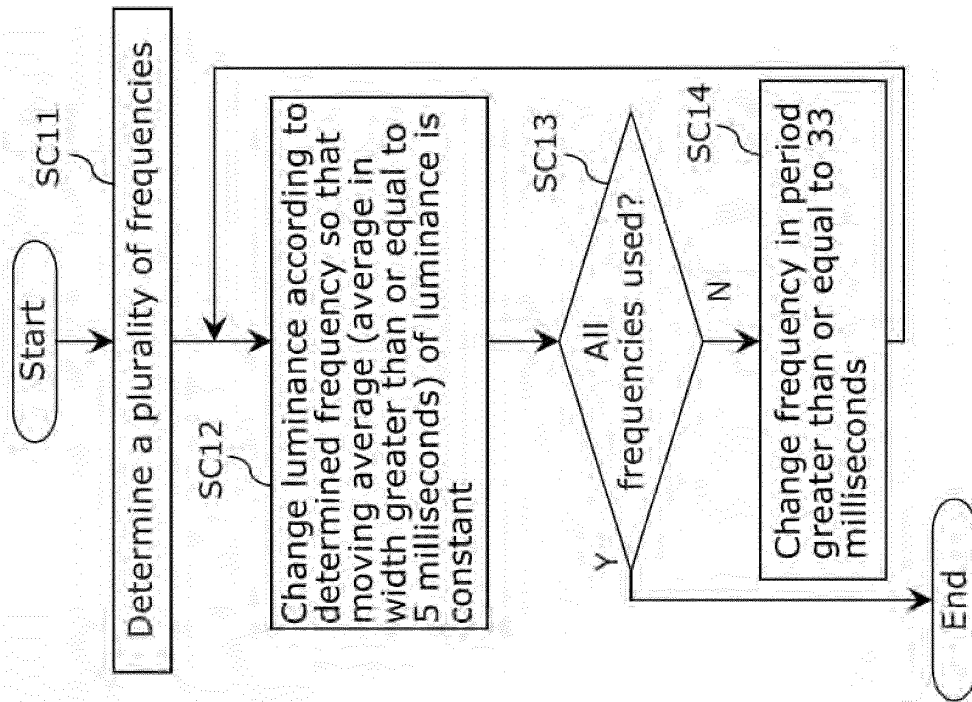 Start
SC11
Determine a plurality of frequencies
SC12
Change luminance according to
determined frequency so that
moving average (average in
width greater than or equal to
5 milliseconds) of luminance is
constant
SC13
All
frequencies used?
Y
N
SC14
Change frequency in period
greater than or equal to 33
milliseconds
End